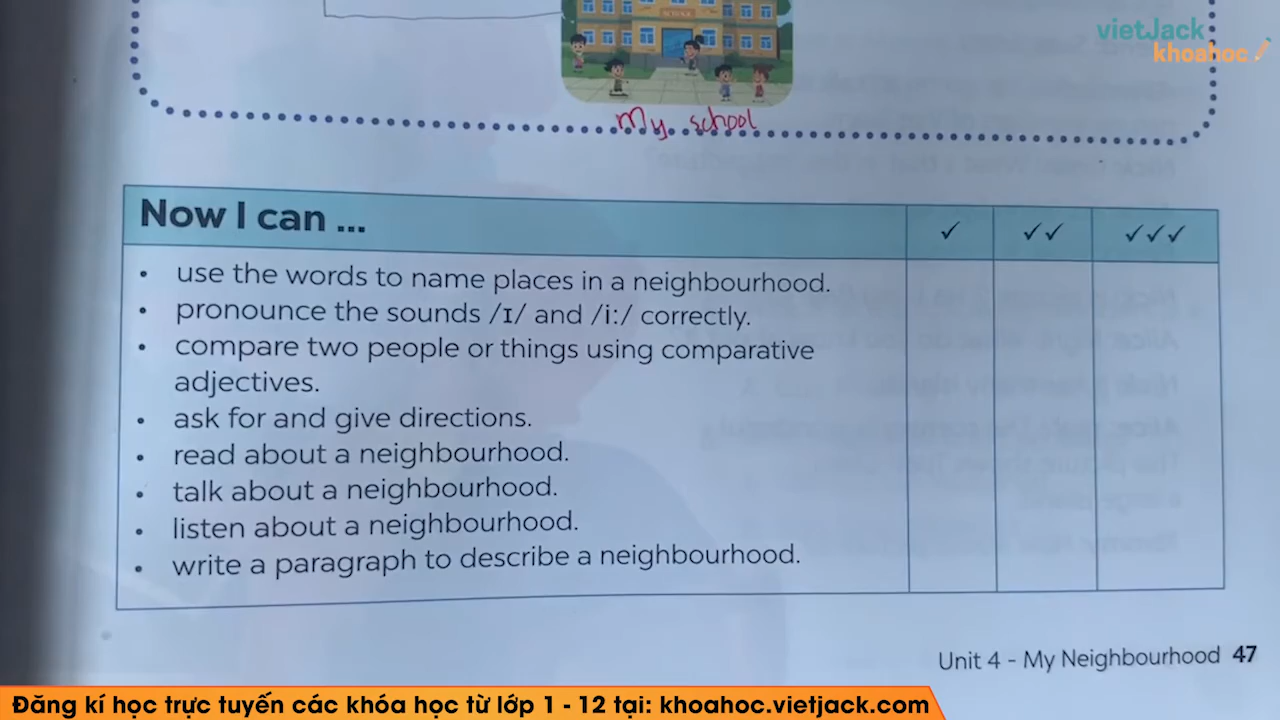 vietJack
khoahoc
SCHOOL
My school
Now I can ...
✓ ✓✓ ✓✓✓
• use the words to name places in a neighbourhood.
• pronounce the sounds /ɪ/ and /i:/ correctly.
• compare two people or things using comparative
adjectives.
• ask for and give directions.
• read about a neighbourhood.
• talk about a neighbourhood.
• listen about a neighbourhood.
• write a paragraph to describe a neighbourhood.
Unit 4 - My Neighbourhood 47
Đăng kí học trực tuyến các khóa học từ lớp 1 - 12 tại: khoahoc.vietjack.com